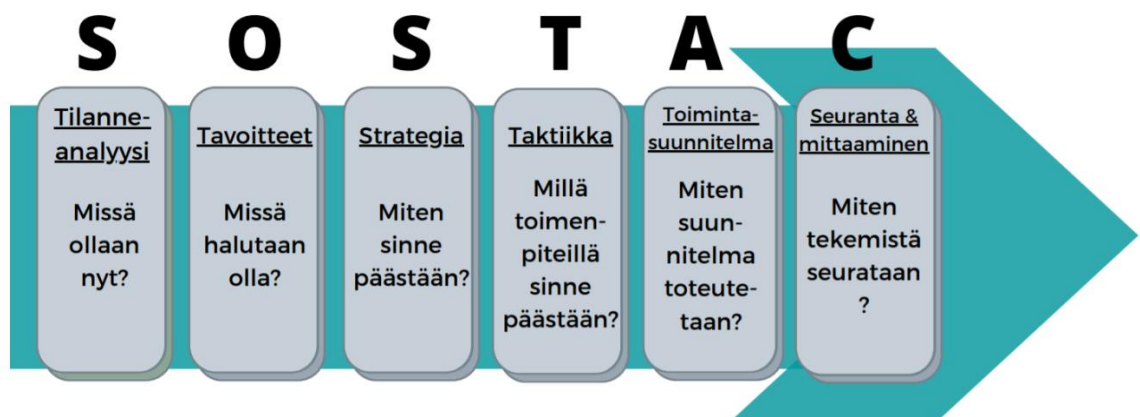 S O S T A C
Tilanne-
analyysi
Missä
ollaan
nyt?
Tavoitteet
Missä
halutaan
olla?
Strategia
Miten
sinne
päästään?
Taktiikka
Millä
toimen-
piteillä
sinne
päästään?
Toiminta-
suunnitelma
Miten
suun-
nitelma
toteute-
taan?
Seuranta &
mittaaminen
Miten
tekemistä
seurataan
?